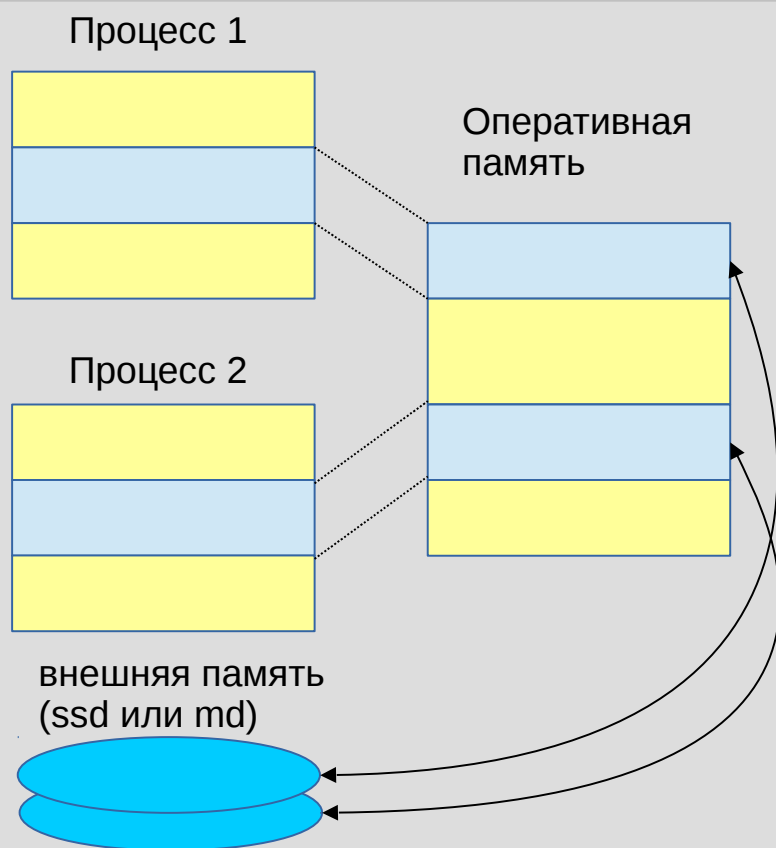 Процесс 1
Оперативная
память
Процесс 2
внешняя память
(ssd или md)